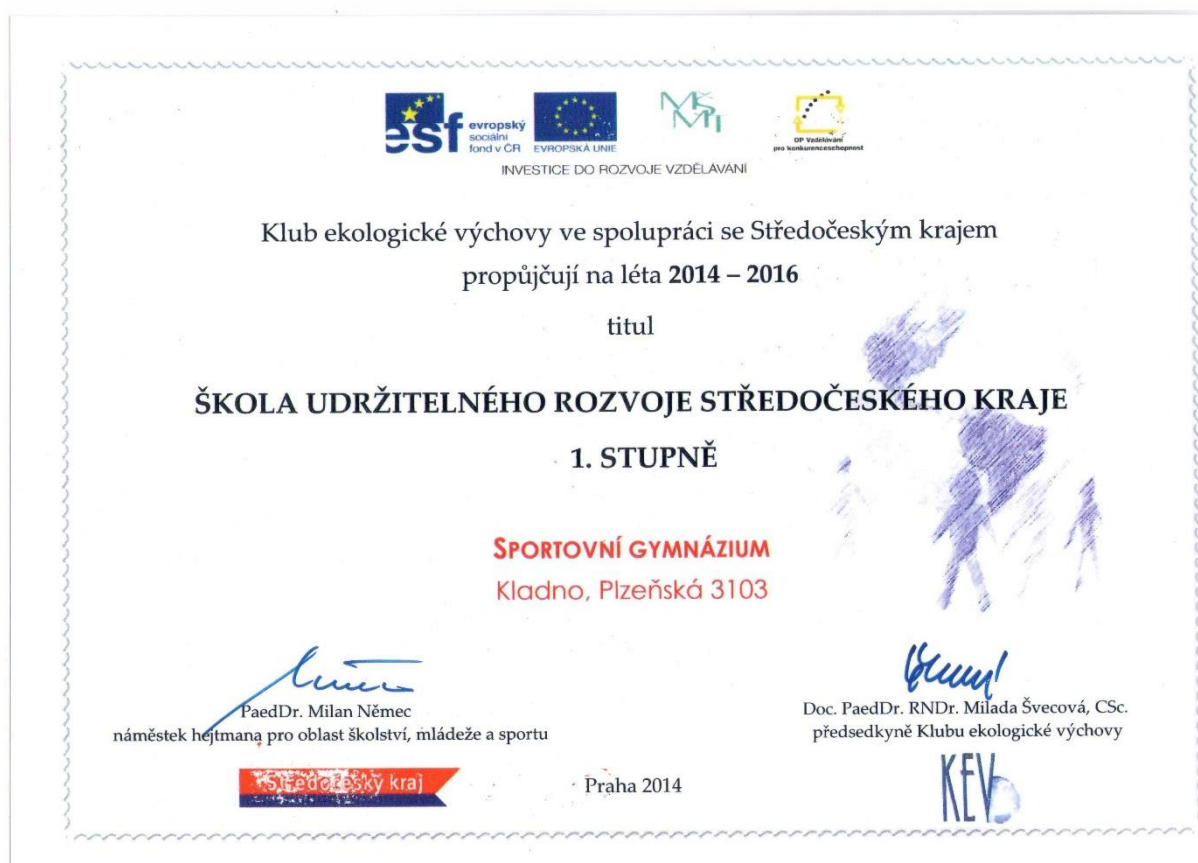 esf evropský sociální fond v ČR
EVROPSKÁ UNIE
MŠMT
OP Vzdělávání
pro konkurenceschopnost
INVESTICE DO ROZVOJE VZDĚLÁVÁNÍ
Klub ekologické výchovy ve spolupráci se Středočeským krajem
propůjčují na léta 2014 – 2016
titul
ŠKOLA UDRŽITELNÉHO ROZVOJE STŘEDOČESKÉHO KRAJE
1. STUPNĚ
SPORTOVNÍ GYMNÁZIUM
Kladno, Plzeňská 3103
PaedDr. Milan Němec
náměstek hejtmana pro oblast školství, mládeže a sportu
Doc. PaedDr. RNDr. Milada Švecová, CSc.
předsedkyně Klubu ekologické výchovy
Středočeský kraj
Praha 2014
KEV